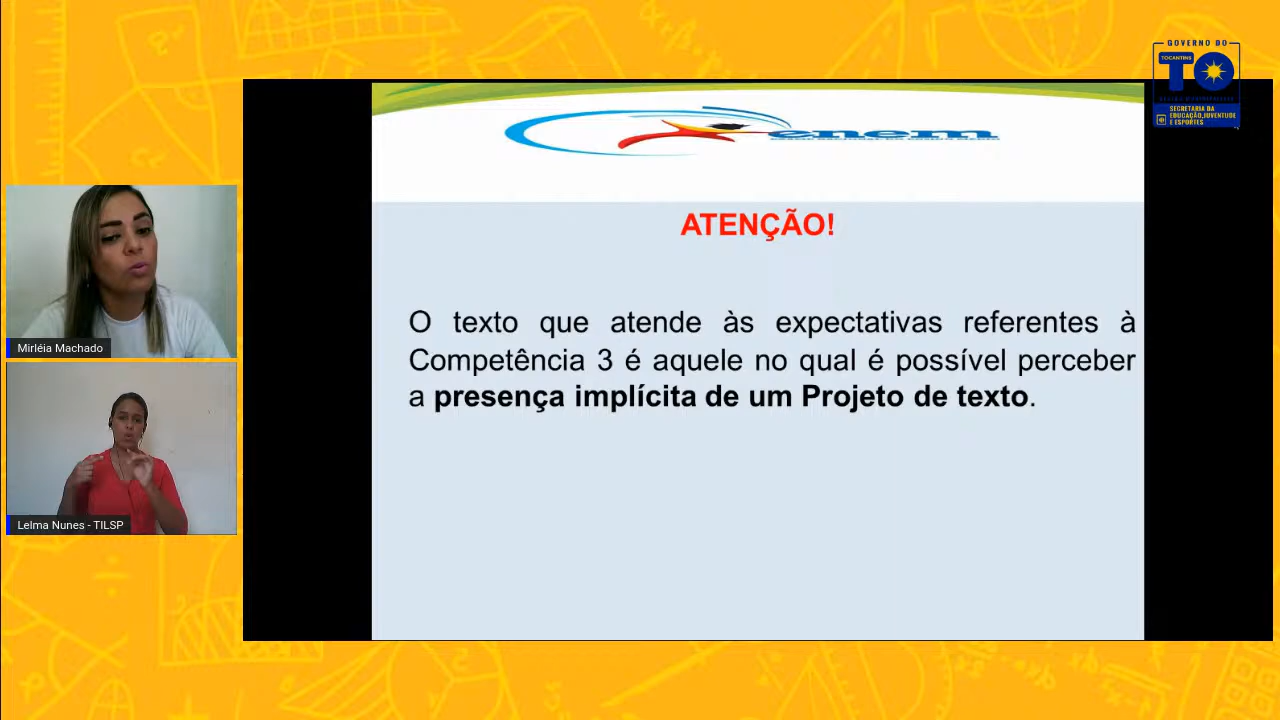 GOVERNO DO
TOCANTINS
TO
SECRETARIA DA
EDUCAÇÃO, JUVENTUDE
E ESPORTES
enem
ATENÇÃO!
O texto que atende às expectativas referentes à
Competência 3 é aquele no qual é possível perceber
a presença implícita de um Projeto de texto.
Mirléia Machado
Lelma Nunes - TILSP